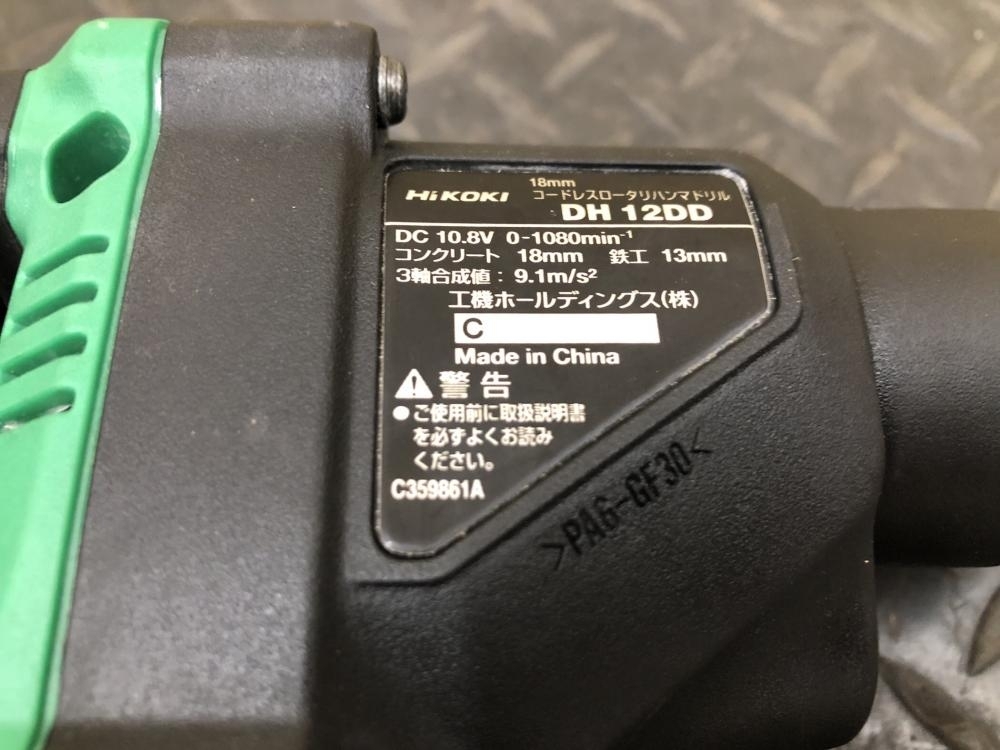 HiKOKI
18mm
コードレスロータリハンマドリル
DH 12DD
DC 10.8V 0-1080min-¹
コンクリート 18mm 鉄工 13mm
3軸合成値：9.1m/s²
工機ホールディングス(株)
C
Made in China
警告
●ご使用前に取扱説明書
を必ずよくお読み
ください。
C359861A
>PA6-GF30<